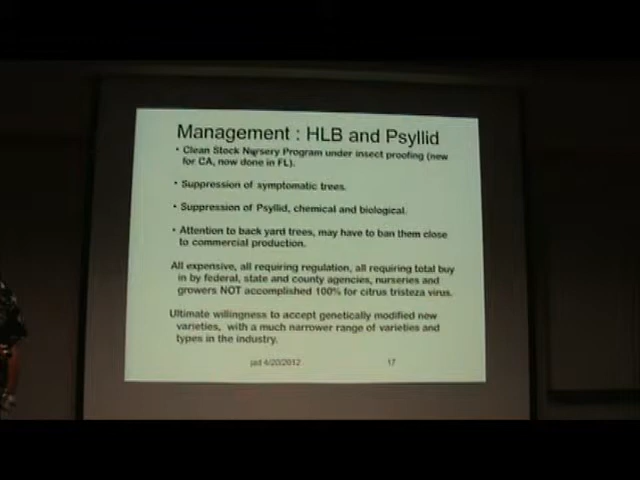 Management : HLB and Psyllid
• Clean Stock Nursery Program under insect proofing (new
for CA, now done in FL).
• Suppression of symptomatic trees.
• Suppression of Psyllid, chemical and biological.
• Attention to back yard trees, may have to ban them close
to commercial production.
All expensive, all requiring regulation, all requiring total buy
in by federal, state and county agencies, nurseries and
growers NOT accomplished 100% for citrus tristeza virus.
Ultimate willingness to accept genetically modified new
varieties, with a much narrower range of varieties and
types in the industry.
4/20/2012 17